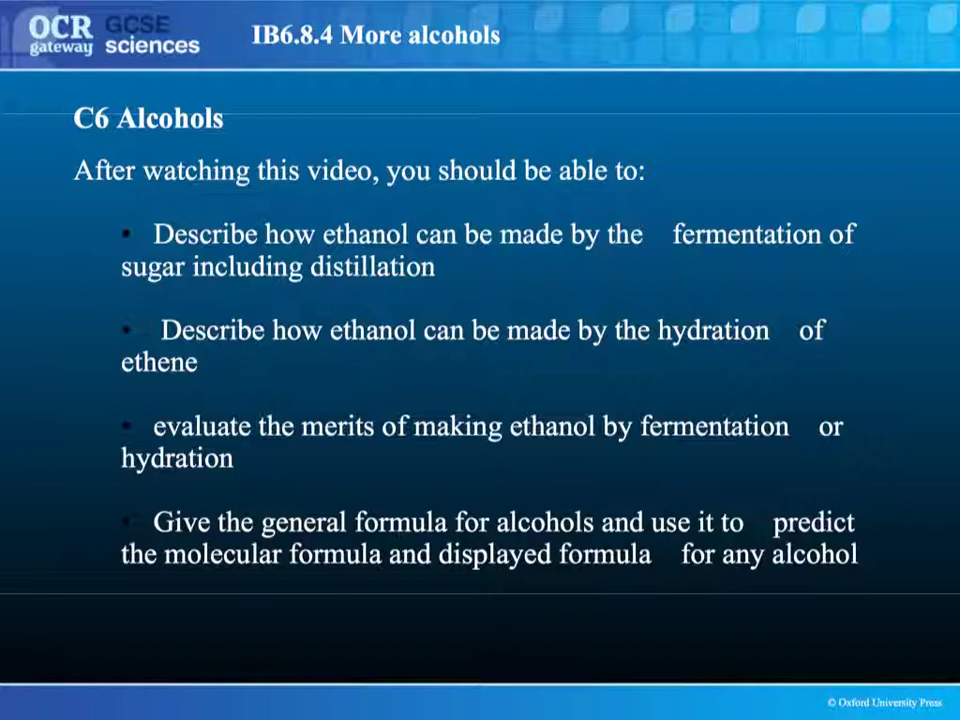 OCR GCSE
gateway sciences
IB6.8.4 More alcohols
C6 Alcohols
After watching this video, you should be able to:
• Describe how ethanol can be made by the fermentation of
sugar including distillation
• Describe how ethanol can be made by the hydration of
ethene
• evaluate the merits of making ethanol by fermentation or
hydration
• Give the general formula for alcohols and use it to predict
the molecular formula and displayed formula for any alcohol
© Oxford University Press